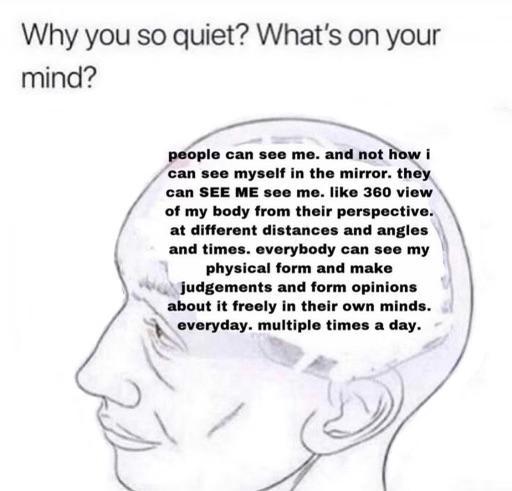 Why you so quiet? What's on your
mind?
people can see me. and not how i
can see myself in the mirror. they
can SEE ME see me. like 360 view
of my body from their perspective.
at different distances and angles
and times. everybody can see my
physical form and make
judgements and form opinions
about it freely in their own minds.
everyday. multiple times a day.